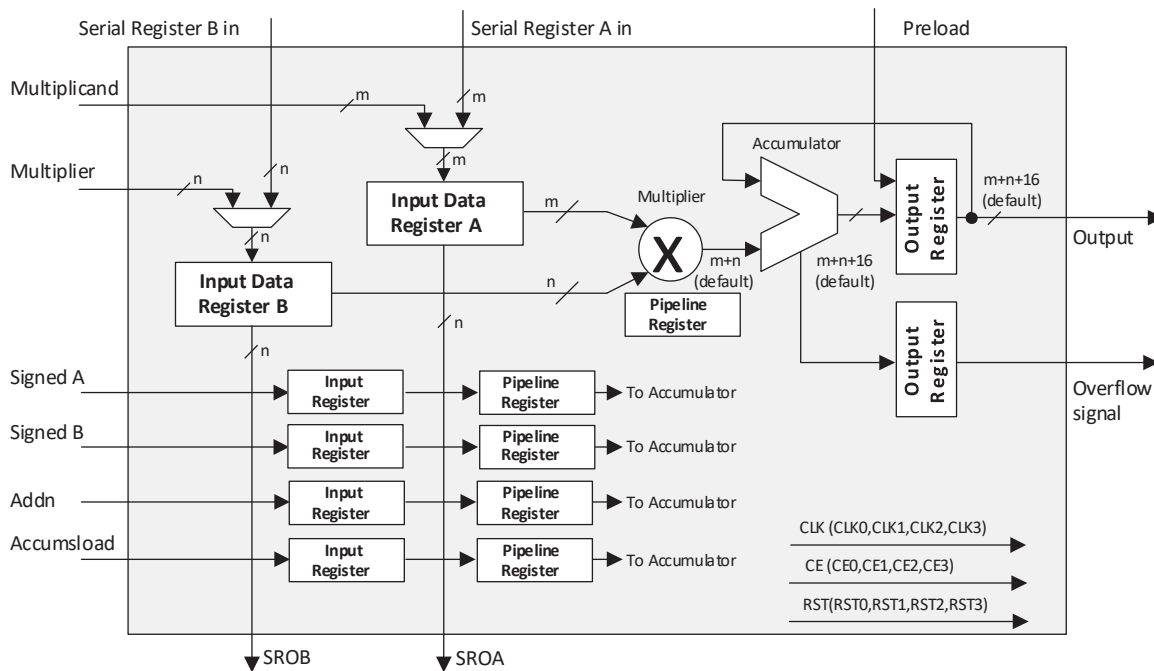 Serial Register B in
Serial Register A in
Preload
Multiplicand
m
m
Multiplier
n
n
m
Accumulator
Input Data
Register A
m
Multiplier
X
m+n
(default)
m+n+16
(default)
Output
Register
m+n+16
(default)
Output
n
Input Data
Register B
n
Pipeline
Register
n
n
Output
Register
Overflow
signal
Signed A
Input
Register
Pipeline
Register
To Accumulator
Signed B
Input
Register
Pipeline
Register
To Accumulator
Addn
Input
Register
Pipeline
Register
To Accumulator
Accumsload
Input
Register
Pipeline
Register
To Accumulator
CLK (CLK0,CLK1,CLK2,CLK3)
CE (CE0,CE1,CE2,CE3)
RST(RST0,RST1,RST2,RST3)
SROB
SROA